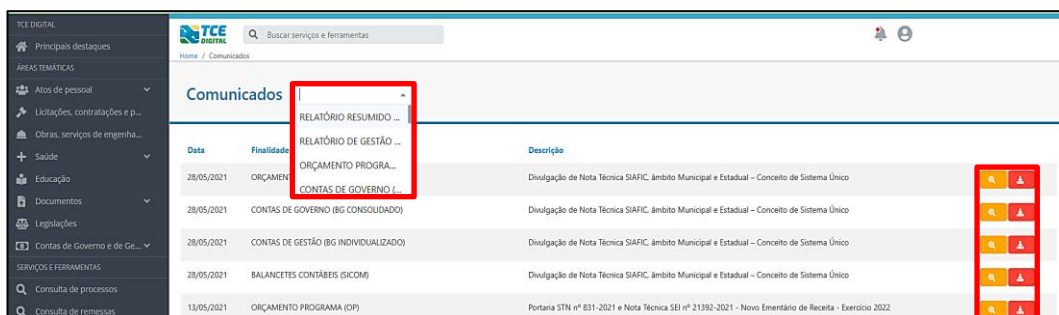 TCE DIGITAL
Principais destaques
ÁREAS TEMÁTICAS
Atos de pessoal
Licitações, contratações e p...
Obras, serviços de engenha...
Saúde
Educação
Documentos
Legislações
Contas de Governo e de Ge...
SERVIÇOS E FERRAMENTAS
Consulta de processos
Consulta de remessas
TCE
DIGITAL
Buscar serviços e ferramentas
Home / Comunicados
Comunicados
RELATÓRIO RESUMIDO ...
RELATÓRIO DE GESTÃO ...
ORÇAMENTO PROGRA...
CONTAS DE GOVERNO (...
Data Finalidade Descrição
28/05/2021 ORÇAMENT Divulgação de Nota Técnica SIAFIC, âmbito Municipal e Estadual – Conceito de Sistema Único
28/05/2021 CONTAS DE GOVERNO (BG CONSOLIDADO) Divulgação de Nota Técnica SIAFIC, âmbito Municipal e Estadual – Conceito de Sistema Único
28/05/2021 CONTAS DE GESTÃO (BG INDIVIDUALIZADO) Divulgação de Nota Técnica SIAFIC, âmbito Municipal e Estadual – Conceito de Sistema Único
28/05/2021 BALANCETES CONTÁBEIS (SICOM) Divulgação de Nota Técnica SIAFIC, âmbito Municipal e Estadual – Conceito de Sistema Único
13/05/2021 ORÇAMENTO PROGRAMA (OP) Portaria STN nº 831-2021 e Nota Técnica SEI nº 21392-2021 - Novo Ementário de Receita - Exercício 2022